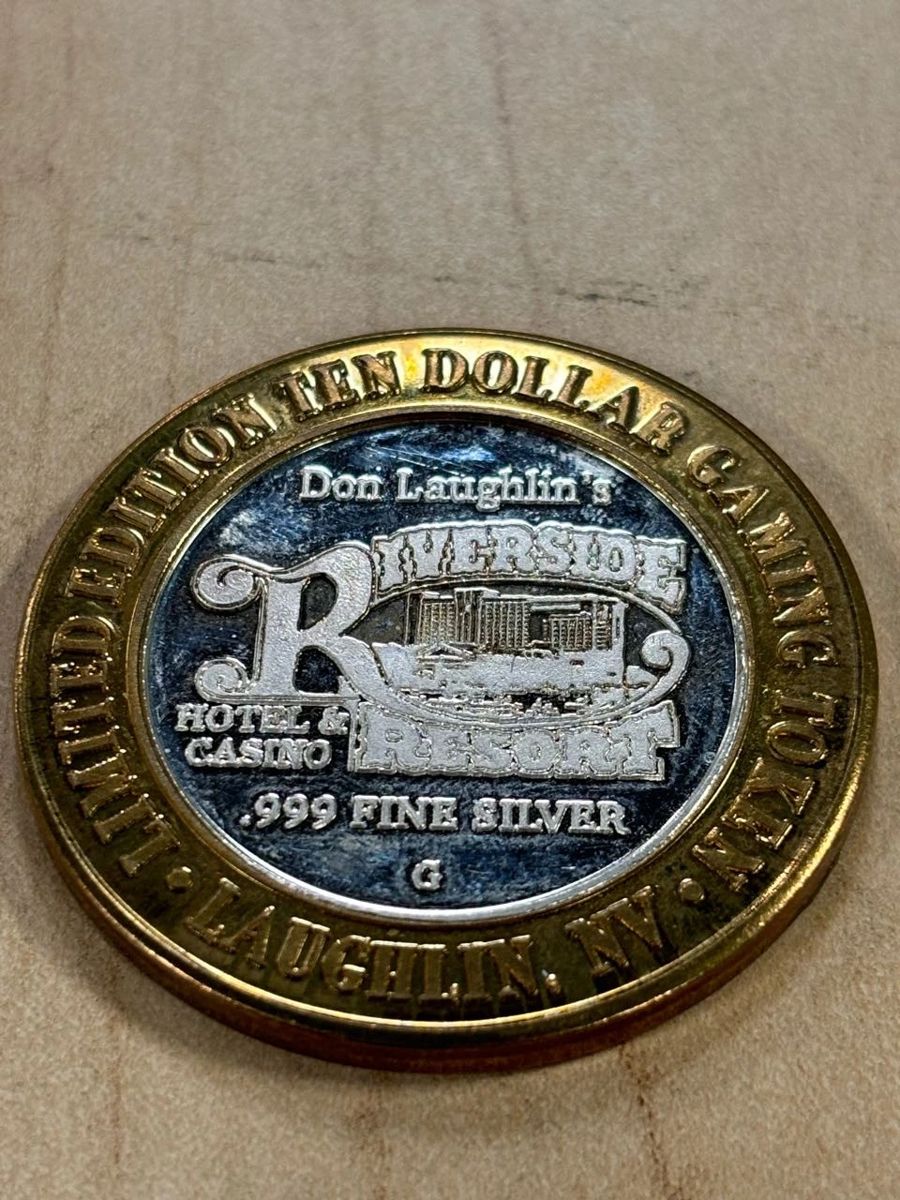 LIMITED EDITION TEN DOLLAR GAMING TOKEN
Don Laughlin's
RIVERSIDE
HOTEL &
CASINO
RESORT
.999 FINE SILVER
G
• LAUGHLIN, NV •